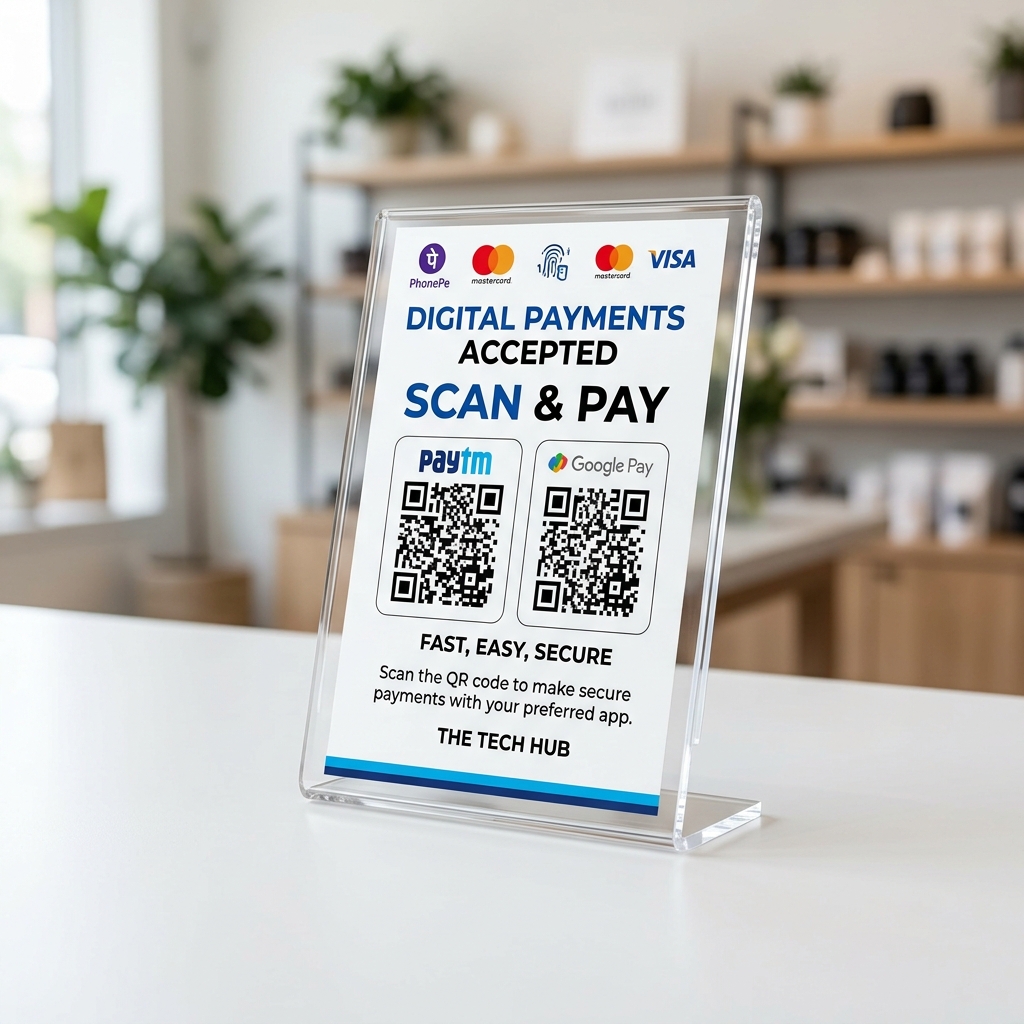 पे
PhonePe
mastercard.
mastercard
VISA
DIGITAL PAYMENTS
ACCEPTED
SCAN & PAY
paytm
Google Pay
FAST, EASY, SECURE
Scan the QR code to make secure
payments with your preferred app.
THE TECH HUB